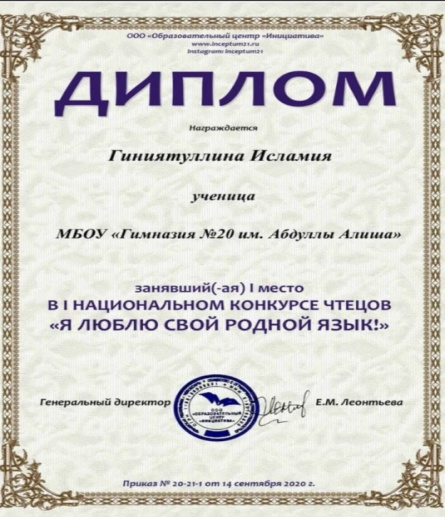 ООО «Образовательный центр «Инициатива»
www.inceptum21.ru
instagram: inceptum21
ДИПЛОМ
Награждается
Гиниятуллина Исламия
ученица
МБОУ «Гимназия №20 им. Абдуллы Алиша»
занявший(-ая) I место
В I НАЦИОНАЛЬНОМ КОНКУРСЕ ЧТЕЦОВ
«Я ЛЮБЛЮ СВОЙ РОДНОЙ ЯЗЫК!»
Генеральный директор
ООО
«ОБРАЗОВАТЕЛЬНЫЙ
ЦЕНТР
«ИНИЦИАТИВА»
Е.М. Леонтьева
Приказ № 20-21-1 от 14 сентября 2020 г.